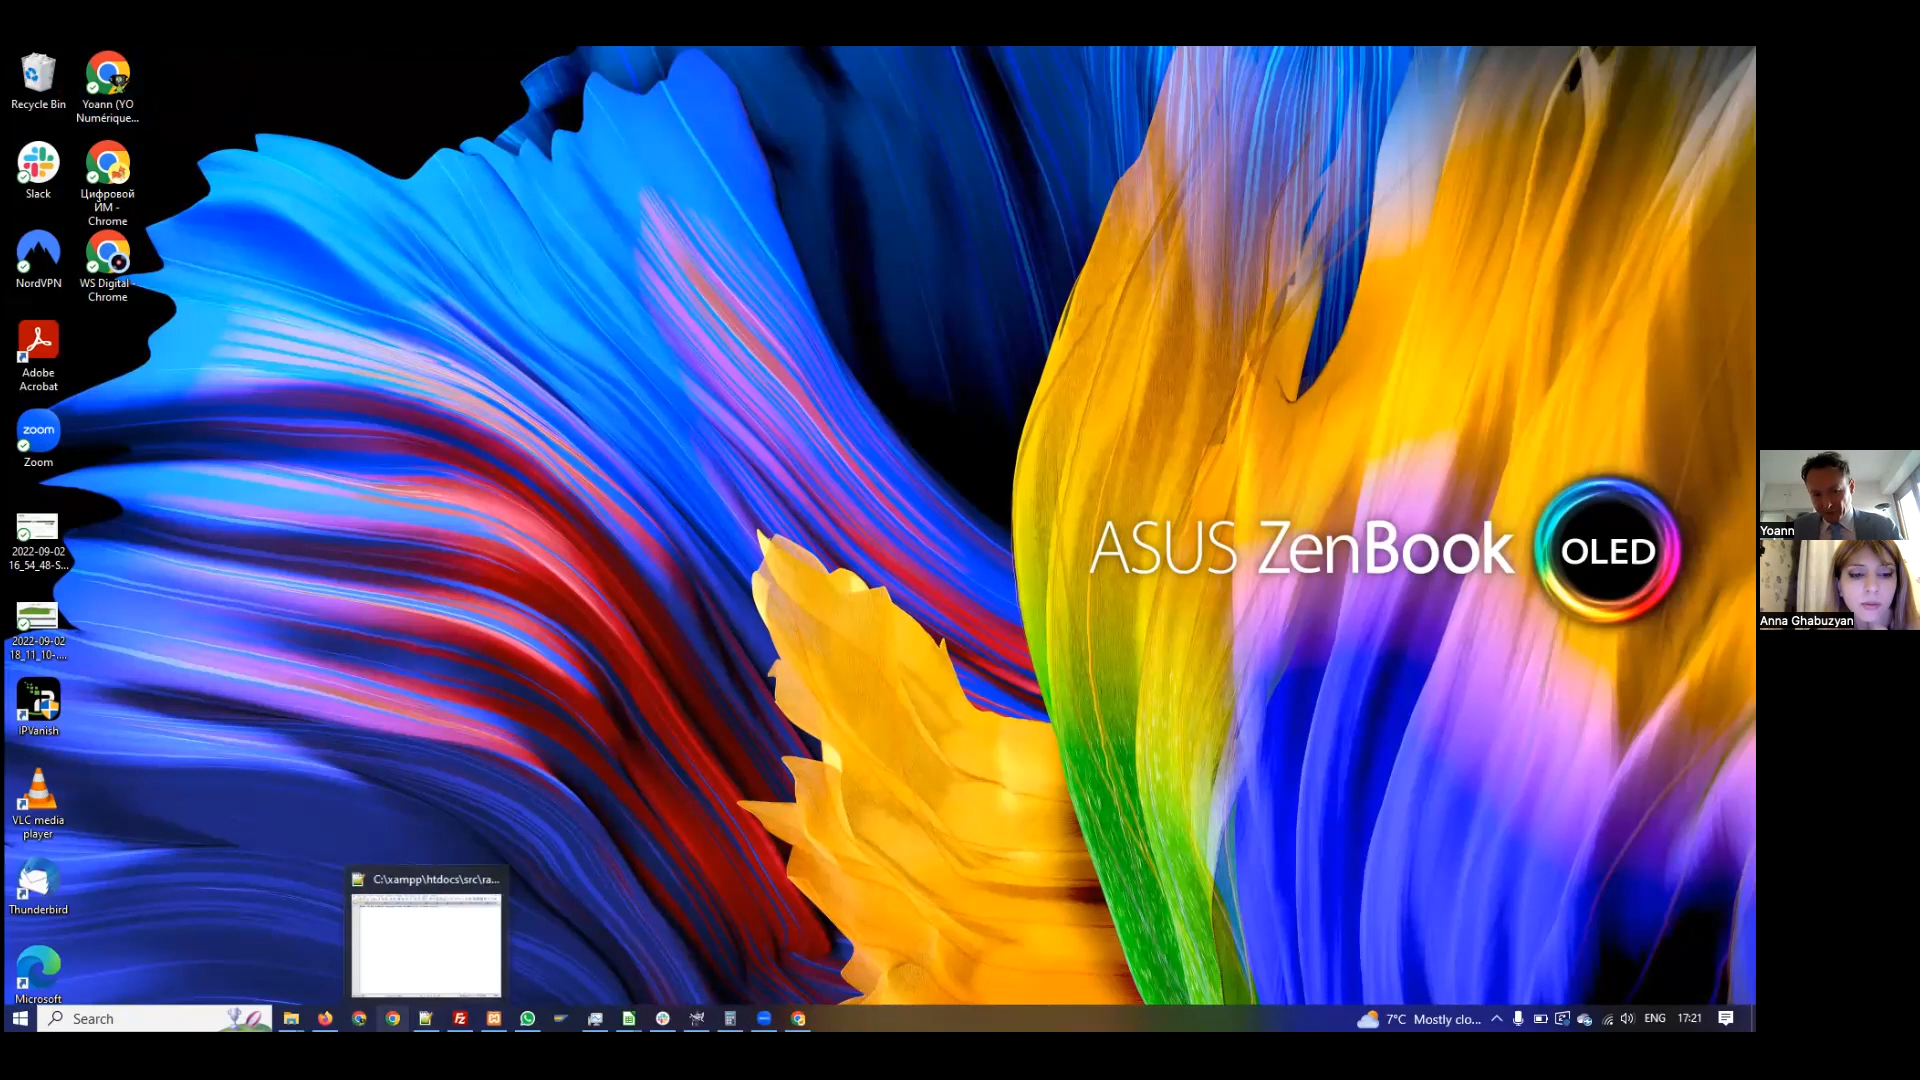 Recycle Bin
Yoann (YO
Numérique...
Slack
Цифровой
ЙМ -
Chrome
NordVPN
WS Digital -
Chrome
Adobe
Acrobat
zoom
Zoom
2022-09-02
16_54_48-S...
2022-09-02
18_11_10-....
IPVanish
VLC media
player
Thunderbird
Microsoft
C:\xampp\htdocs\src\ra...
ASUS ZenBook
OLED
Yoann
Anna Ghabuzyan
Search
7°C Mostly clo...
ENG
17:21